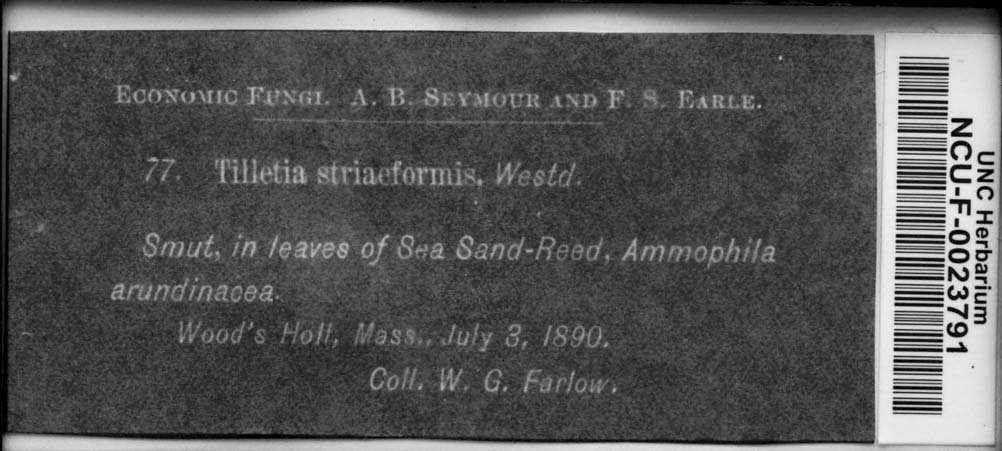 ECONOMIC FUNGI. A. B. SEYMOUR AND F. S. EARLE.
77. Tilletia striaeformis, Westd.
Smut, in leaves of Sea Sand-Reed, Ammophila
arundinacea.
Wood's Holl, Mass., July 3, 1890.
Coll. W. G. Farlow.
UNC Herbarium
NCU-F-0023791